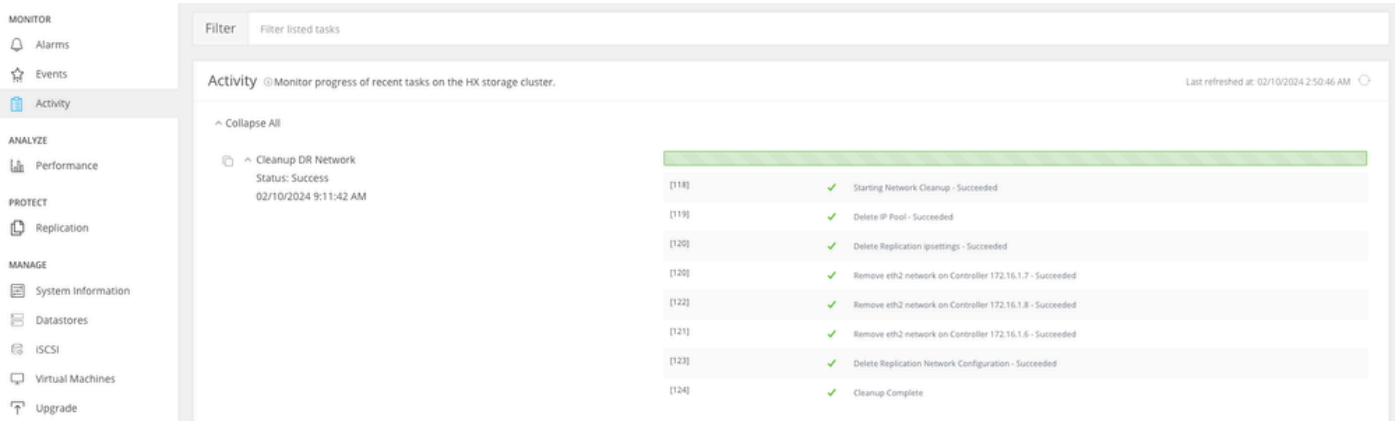 MONITOR
Alarms
Events
Activity
ANALYZE
Performance
PROTECT
Replication
MANAGE
System Information
Datastores
iSCSI
Virtual Machines
Upgrade
Filter Filter listed tasks
Activity Monitor progress of recent tasks on the HX storage cluster. Last refreshed at: 02/10/2024 2:50:46 AM
Collapse All
Cleanup DR Network
Status: Success
02/10/2024 9:11:42 AM
[118] Starting Network Cleanup - Succeeded
[119] Delete IP Pool - Succeeded
[120] Delete Replication ipsettings - Succeeded
[120] Remove eth2 network on Controller 172.16.1.7 - Succeeded
[122] Remove eth2 network on Controller 172.16.1.8 - Succeeded
[121] Remove eth2 network on Controller 172.16.1.6 - Succeeded
[123] Delete Replication Network Configuration - Succeeded
[124] Cleanup Complete